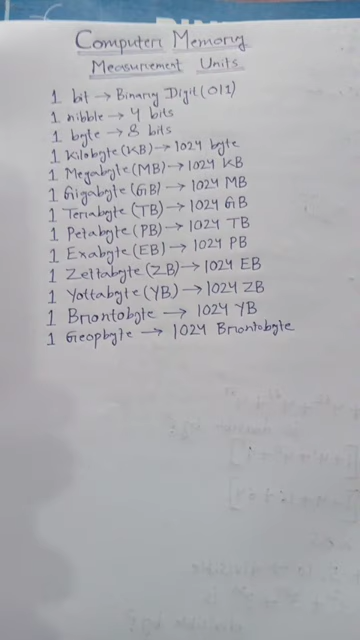 Computer Memory
Measurement Units
1 bit → Binary Digit (0/1)
1 nibble → 4 bits
1 byte → 8 bits
1 Kilobyte (KB) → 1024 byte
1 Megabyte (MB) → 1024 KB
1 Gigabyte (GB) → 1024 MB
1 Terabyte (TB) → 1024 GB
1 Petabyte (PB) → 1024 TB
1 Exabyte (EB) → 1024 PB
1 Zettabyte (ZB) → 1024 EB
1 Yottabyte (YB) → 1024 ZB
1 Brontobyte → 1024 YB
1 Geopbyte → 1024 Brontobyte